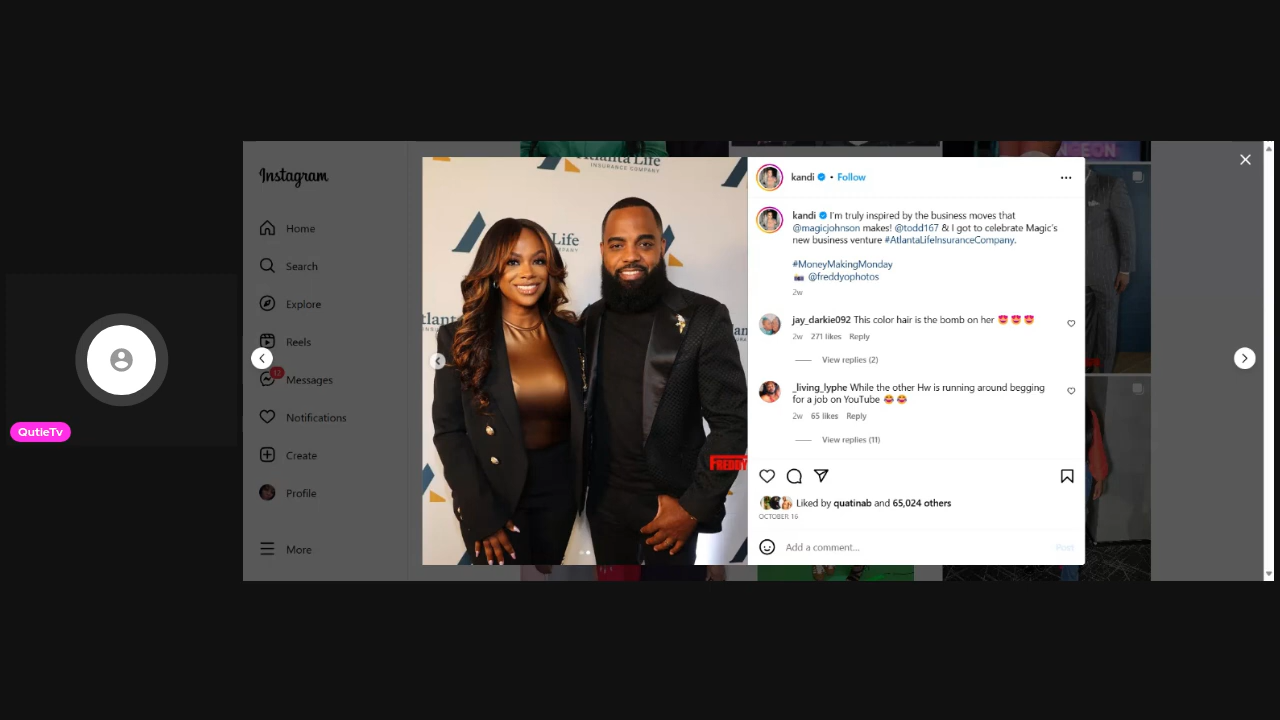 Instagram
Home
Search
Explore
Reels
12
Messages
Notifications
Create
Profile
More
QutieTv
Atlanta Life
INSURANCE COMPANY
Life
COMPANY
FREDDY
kandi • Follow
kandi I'm truly inspired by the business moves that
@magicjohnson makes! @todd167 & I got to celebrate Magic's
new business venture #AtlantaLifeInsuranceCompany.
#MoneyMakingMonday
📸 @freddyophotos
2w
jay_darkie092 This color hair is the bomb on her 😍😍😍
2w 271 likes Reply
View replies (2)
_living_lyphe While the other Hw is running around begging
for a job on YouTube 😂😂
2w 65 likes Reply
View replies (11)
Liked by quatinab and 65,024 others
OCTOBER 16
Add a comment...
Post